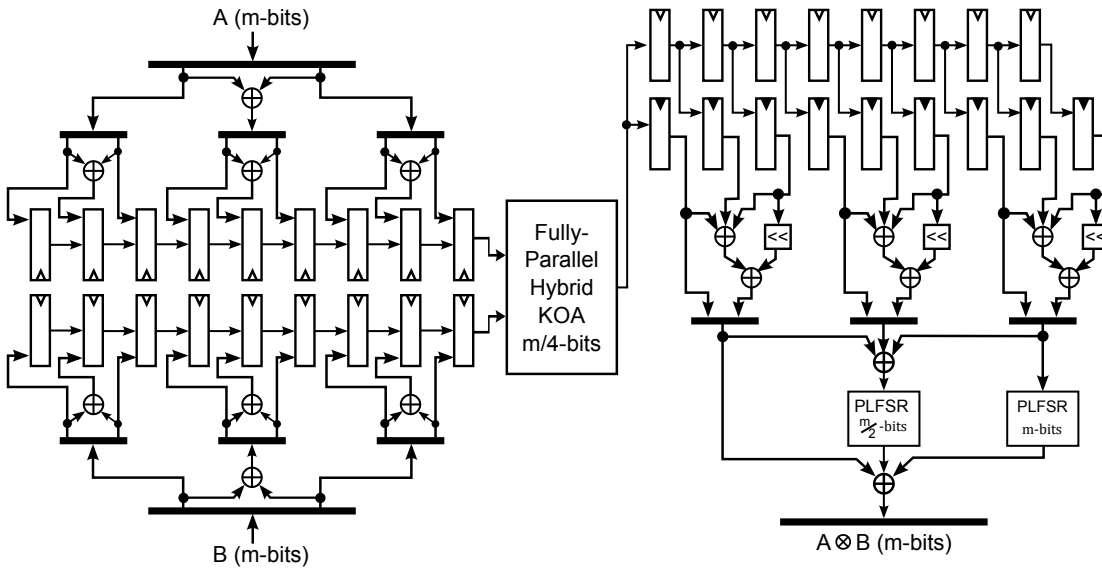 A (m-bits)
Fully-
Parallel
Hybrid
KOA
m/4-bits
B (m-bits)
<<
<<
<<
PLFSR
m/2-bits
PLFSR
m-bits
A⊗B (m-bits)